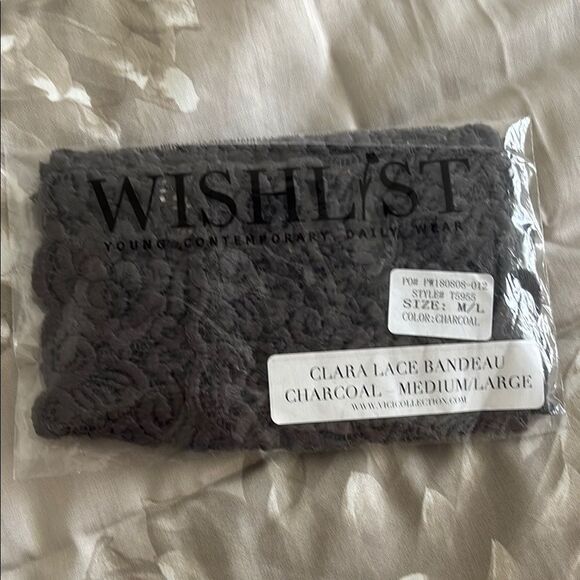 WISHLIST
YOUNG CONTEMPORARY DAILY WEAR
PO# PW180808-012
STYLE# T5955
SIZE: M/L
COLOR:CHARCOAL
CLARA LACE BANDEAU
CHARCOAL - MEDIUM/LARGE
WWW.VICICOLLECTION.COM